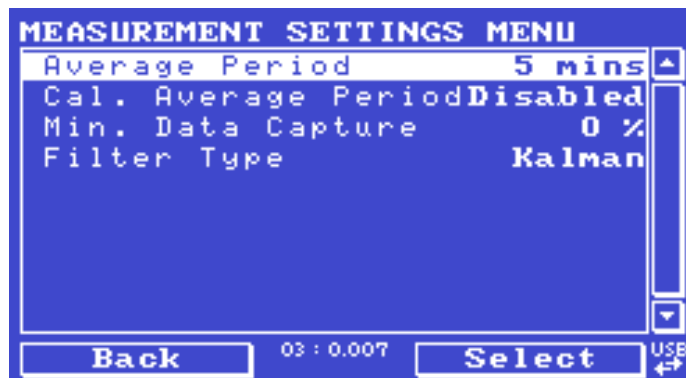 MEASUREMENT SETTINGS MENU
Average Period 5 mins
Cal. Average Period Disabled
Min. Data Capture 0 %
Filter Type Kalman
Back 03:0.007 Select USB